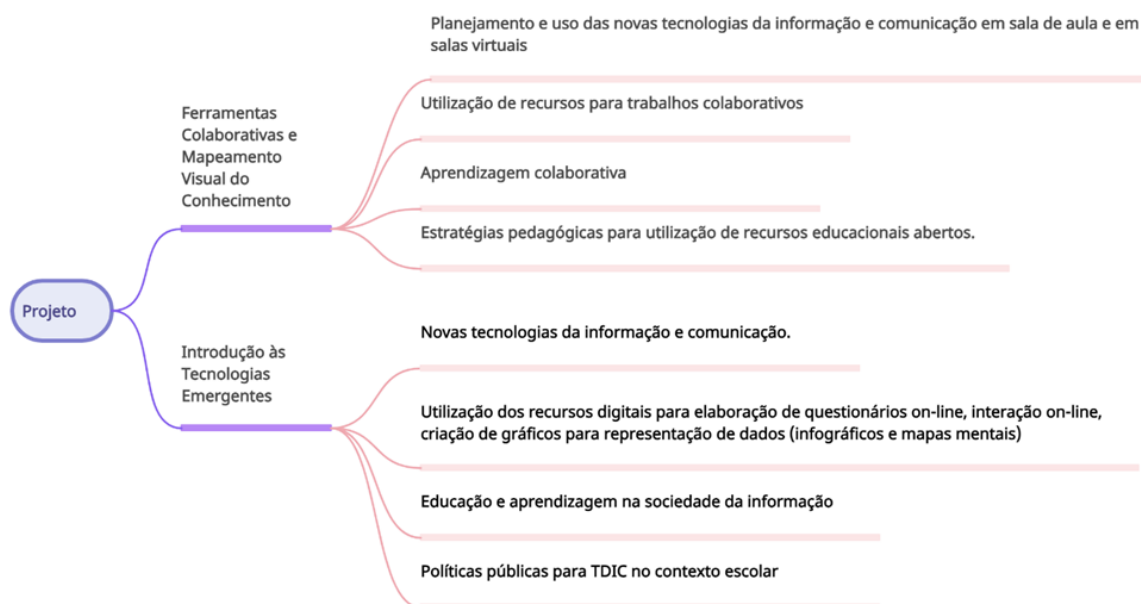 Planejamento e uso das novas tecnologias da informação e comunicação em sala de aula e em
salas virtuais
Ferramentas
Colaborativas e
Mapeamento
Visual do
Conhecimento
Utilização de recursos para trabalhos colaborativos
Aprendizagem colaborativa
Estratégias pedagógicas para utilização de recursos educacionais abertos.
Projeto
Introdução às
Tecnologias
Emergentes
Novas tecnologias da informação e comunicação.
Utilização dos recursos digitais para elaboração de questionários on-line, interação on-line,
criação de gráficos para representação de dados (infográficos e mapas mentais)
Educação e aprendizagem na sociedade da informação
Políticas públicas para TDIC no contexto escolar